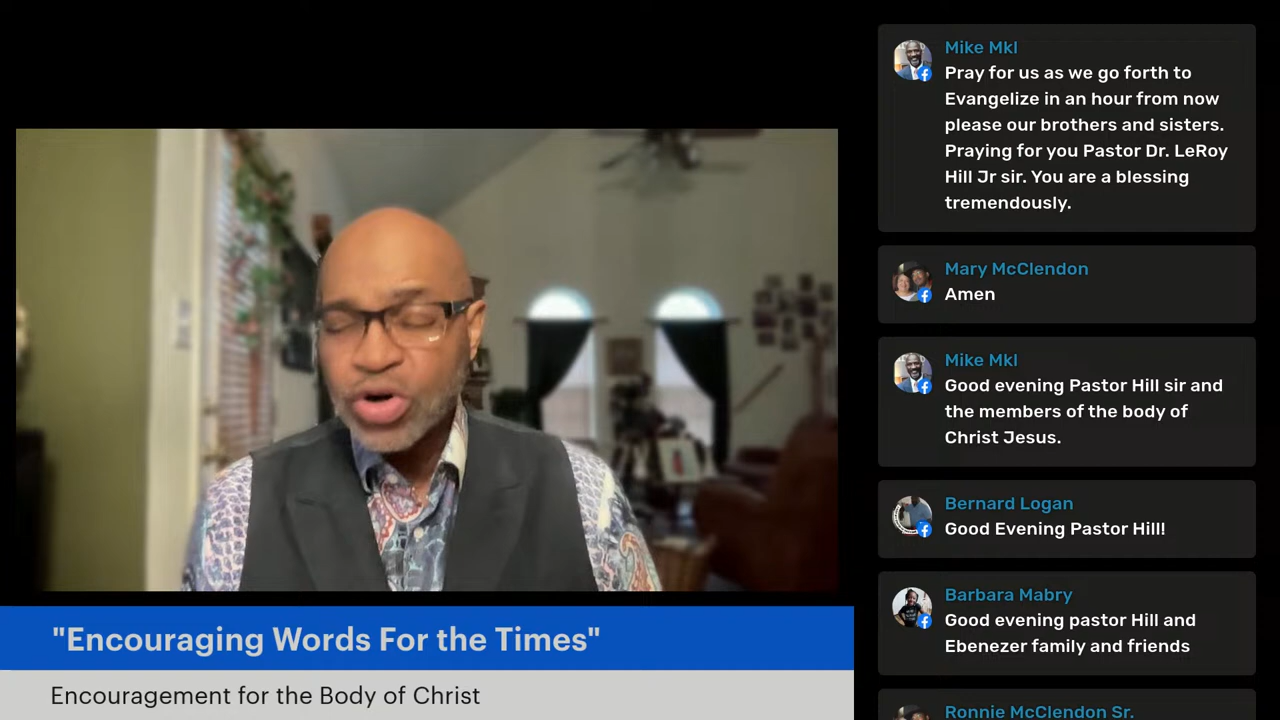 Mike Mkl
Pray for us as we go forth to
Evangelize in an hour from now
please our brothers and sisters.
Praying for you Pastor Dr. LeRoy
Hill Jr sir. You are a blessing
tremendously.
Mary McClendon
Amen
Mike Mkl
Good evening Pastor Hill sir and
the members of the body of
Christ Jesus.
Bernard Logan
Good Evening Pastor Hill!
Barbara Mabry
Good evening pastor Hill and
Ebenezer family and friends
Ronnie McClendon Sr.
"Encouraging Words For the Times"
Encouragement for the Body of Christ